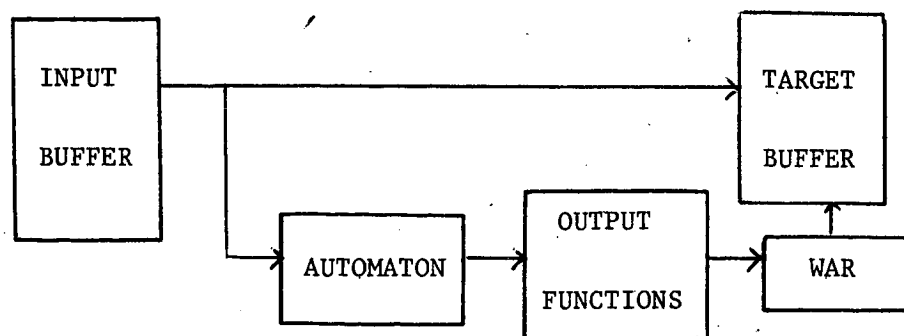 INPUT
BUFFER
TARGET
BUFFER
AUTOMATON
OUTPUT
FUNCTIONS
WAR